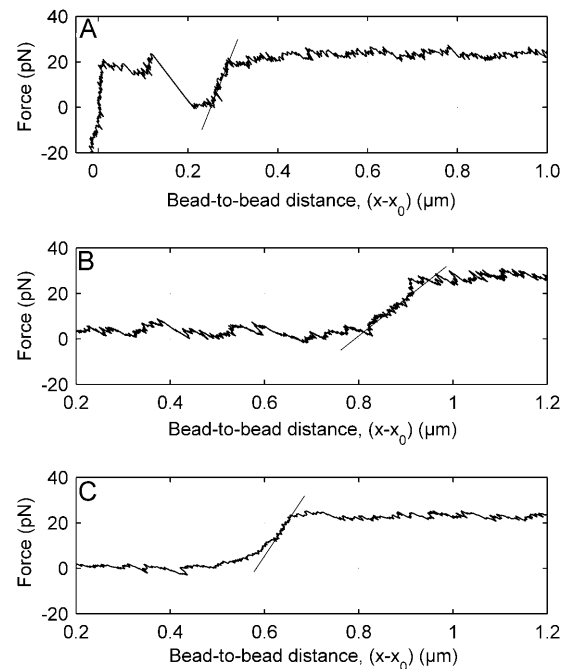 A
40
20
0
-20
Force (pN)
0 0.2 0.4 0.6 0.8 1.0
Bead-to-bead distance, (x-x0) (μm)
B
40
20
0
-20
Force (pN)
0.2 0.4 0.6 0.8 1 1.2
Bead-to-bead distance, (x-x0) (μm)
C
40
20
0
-20
Force (pN)
0.2 0.4 0.6 0.8 1 1.2
Bead-to-bead distance, (x-x0) (μm)